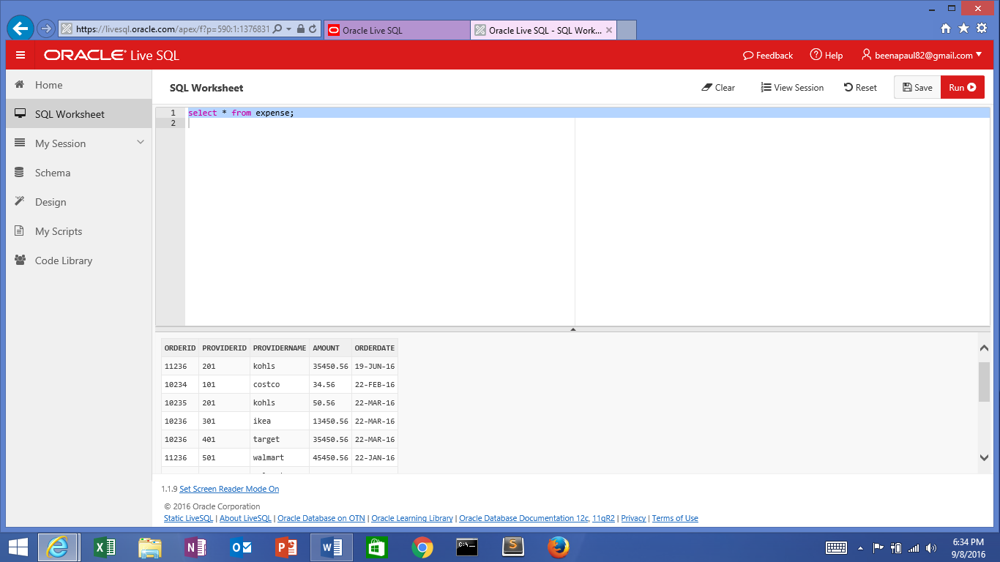 https://livesql.oracle.com/apex/f?p=590:1:1376831
Oracle Live SQL
Oracle Live SQL - SQL Work...
ORACLE Live SQL
Feedback
Help
beenapaul82@gmail.com
Home
SQL Worksheet
My Session
Schema
Design
My Scripts
Code Library
SQL Worksheet
Clear
View Session
Reset
Save
Run
1 select * from expense;
2
ORDERID PROVIDERID PROVIDERNAME AMOUNT ORDERDATE
11236 201 kohls 35450.56 19-JUN-16
10234 101 costco 34.56 22-FEB-16
10235 201 kohls 50.56 22-MAR-16
10236 301 ikea 13450.56 22-MAR-16
10236 401 target 35450.56 22-MAR-16
11236 501 walmart 45450.56 22-JAN-16
1.1.9 Set Screen Reader Mode On
© 2016 Oracle Corporation
Static LiveSQL | About LiveSQL | Oracle Database on OTN | Oracle Learning Library | Oracle Database Documentation 12c, 11gR2 | Privacy | Terms of Use
6:34 PM
9/8/2016